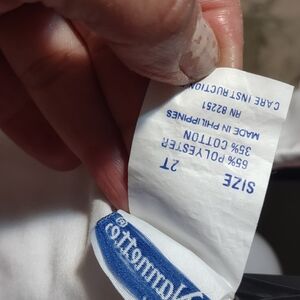 SIZE
2T
65% POLYESTER
35% COTTON
MADE IN PHILIPPINES
RN 82251
CARE INSTRUCTION